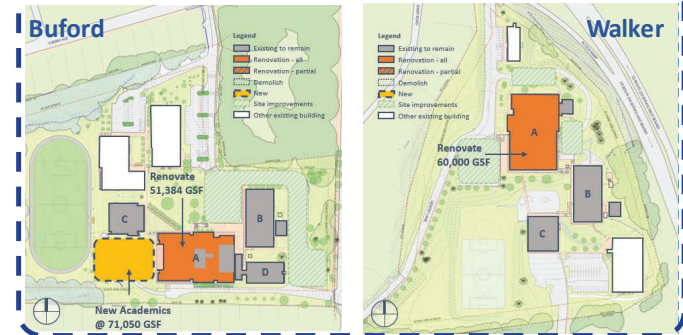 Buford
Legend
Existing to remain
Renovation - all
Renovation - partial
Demolish
New
Site improvements
Other existing building
Renovate
51,384 GSF
C
B
A
D
New Academics
@ 71,050 GSF
Walker
Legend
Existing to remain
Renovation - all
Renovation - partial
Demolish
New
Site improvements
Other existing building
A
Renovate
60,000 GSF
B
C